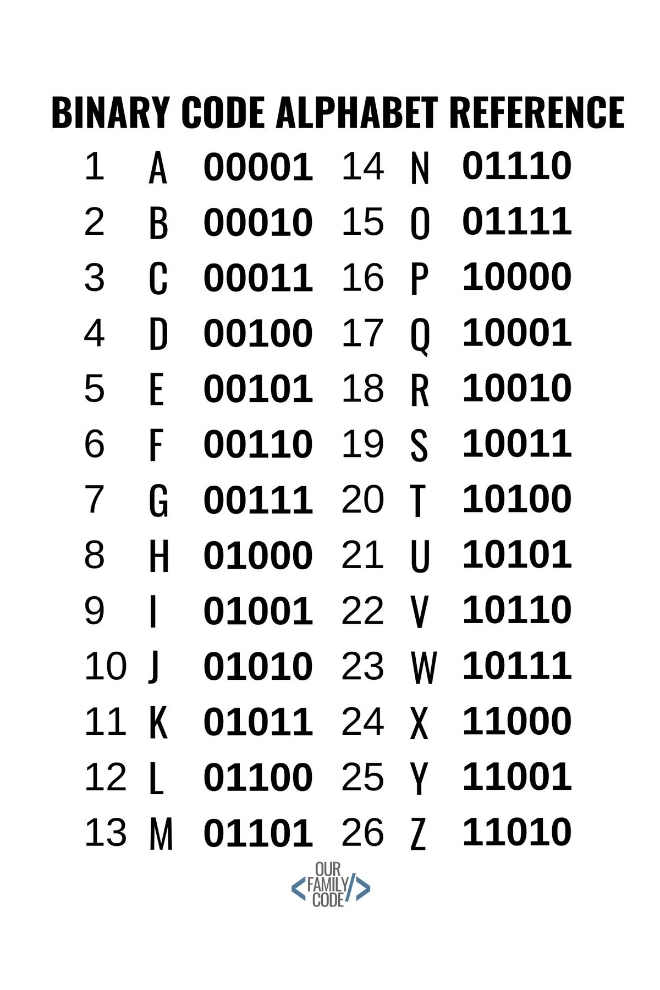 BINARY CODE ALPHABET REFERENCE
1 A 00001 14 N 01110
2 B 00010 15 O 01111
3 C 00011 16 P 10000
4 D 00100 17 Q 10001
5 E 00101 18 R 10010
6 F 00110 19 S 10011
7 G 00111 20 T 10100
8 H 01000 21 U 10101
9 I 01001 22 V 10110
10 J 01010 23 W 10111
11 K 01011 24 X 11000
12 L 01100 25 Y 11001
13 M 01101 26 Z 11010
OUR
<FAMILY/>
CODE